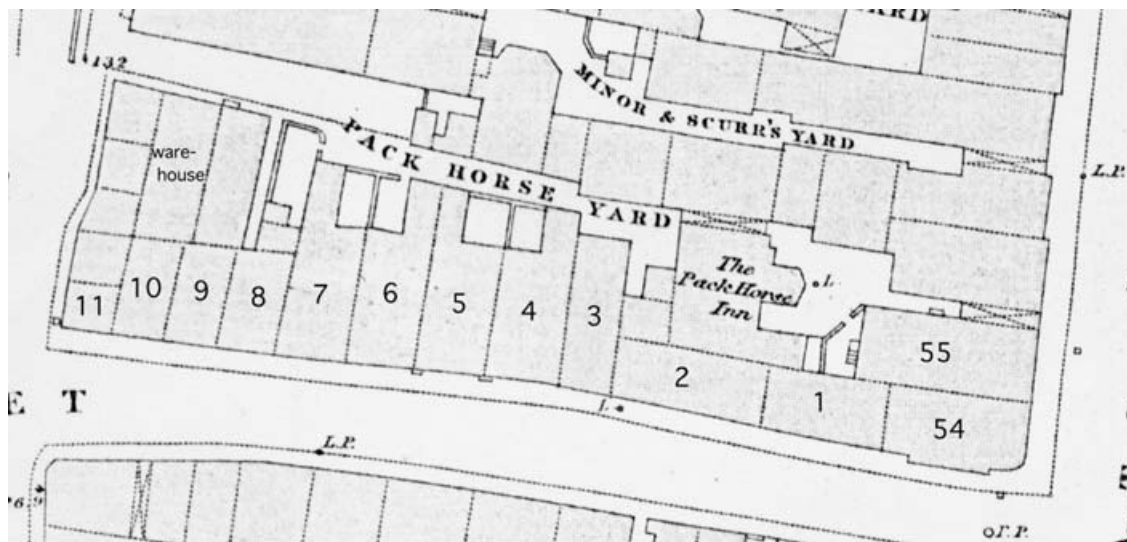 ARD
132
MINOR & SCURR'S YARD
PACK HORSE YARD
ware-
house
L.P.
The
Pack Horse
Inn
L
11
10
9
8
7
6
5
4
3
2
1
55
54
E T
L
L.P.